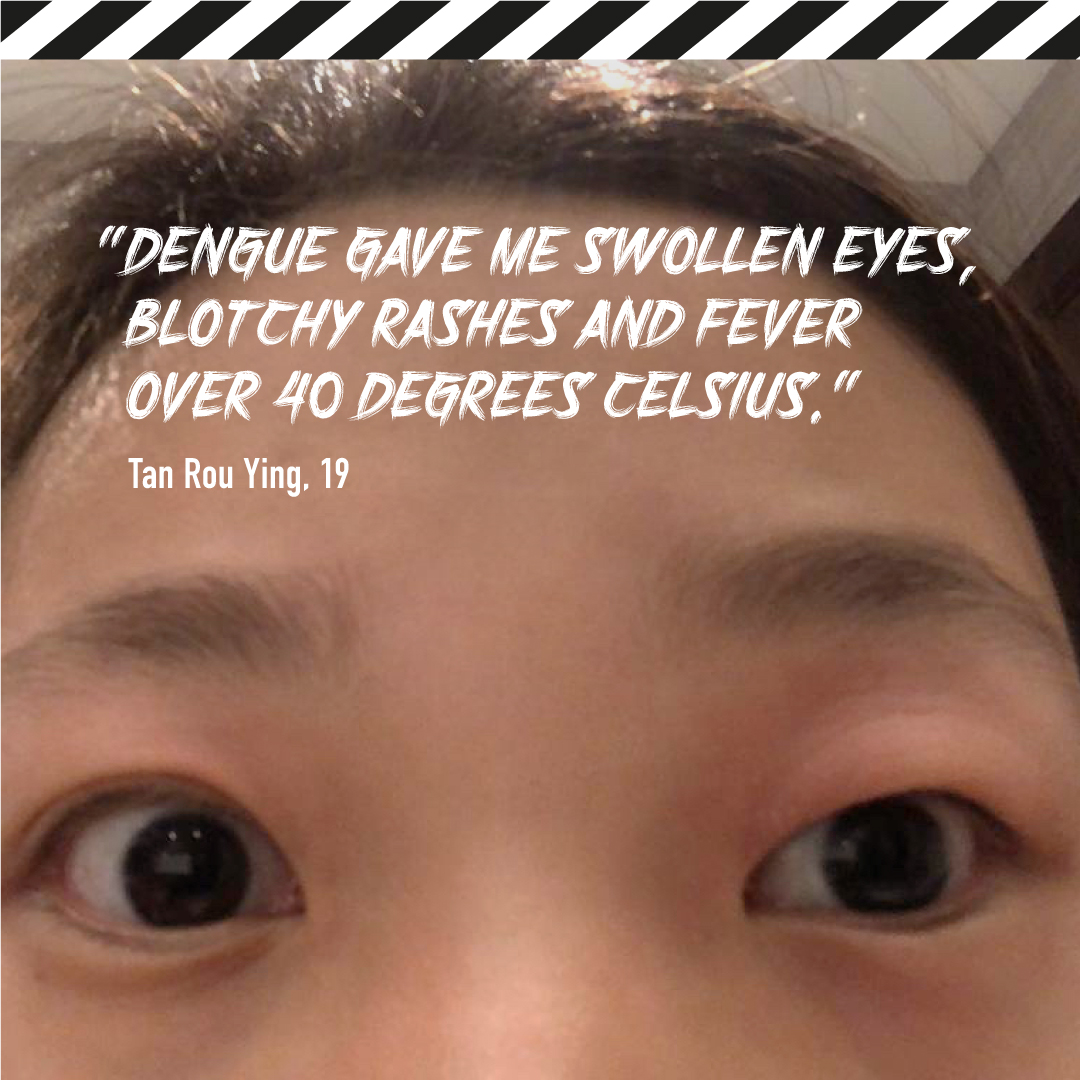 "DENGUE GAVE ME SWOLLEN EYES,
BLOTCHY RASHES AND FEVER
OVER 40 DEGREES CELSIUS."
Tan Rou Ying, 19